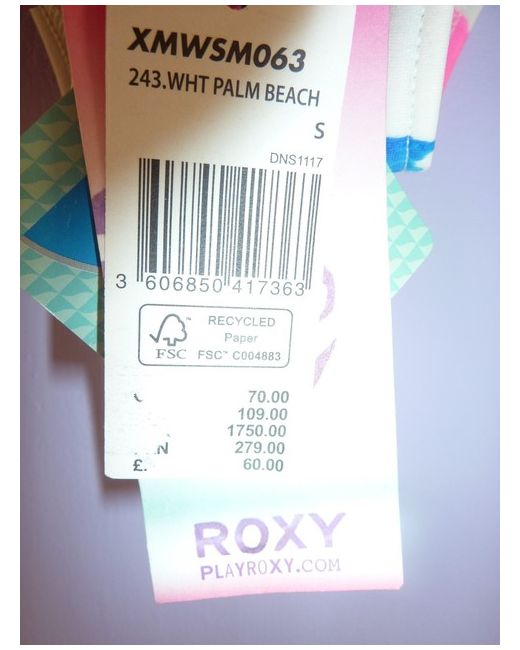 XMWSM063
243.WHT PALM BEACH
S
DNS1117
3 606850 417363
FSC™
RECYCLED
Paper
FSC™ C004883
70.00
109.00
1750.00
279.00
£. 60.00
ROXY
PLAYROXY.COM